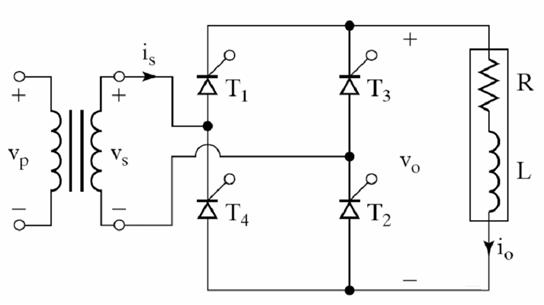 i_s
+
T_1
T_3
R
+
+
v_p
v_s
v_o
L
−
−
T_4
T_2
i_o
−